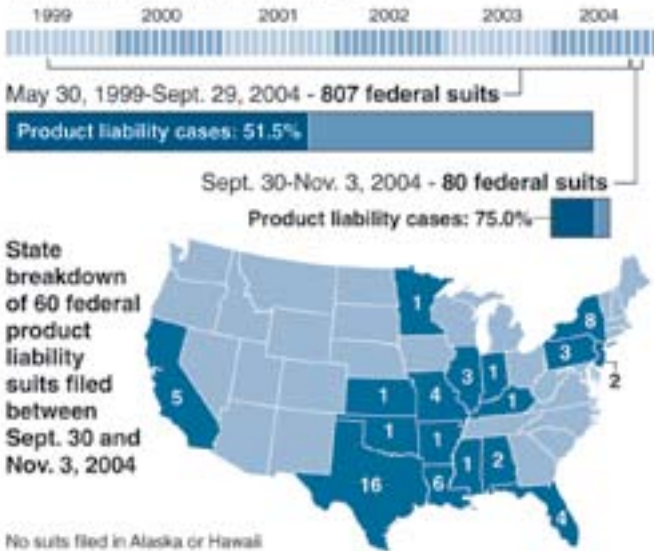 1999 2000 2001 2002 2003 2004
May 30, 1999-Sept. 29, 2004 - 807 federal suits
Product liability cases: 51.5%
Sept. 30-Nov. 3, 2004 - 80 federal suits
Product liability cases: 75.0%
State
breakdown
of 60 federal
product
liability
suits filed
between
Sept. 30 and
Nov. 3, 2004
1
8
3
3
1
2
5
1
4
1
1
1
16
6
1
2
4
No suits filed in Alaska or Hawaii